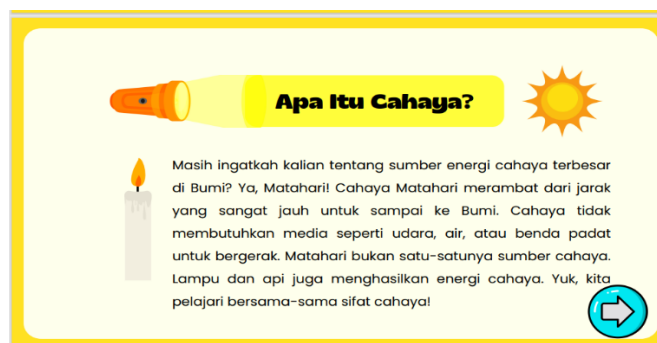 Apa Itu Cahaya?
Masih ingatkah kalian tentang sumber energi cahaya terbesar
di Bumi? Ya, Matahari! Cahaya Matahari merambat dari jarak
yang sangat jauh untuk sampai ke Bumi. Cahaya tidak
membutuhkan media seperti udara, air, atau benda padat
untuk bergerak. Matahari bukan satu-satunya sumber cahaya.
Lampu dan api juga menghasilkan energi cahaya. Yuk, kita
pelajari bersama-sama sifat cahaya!